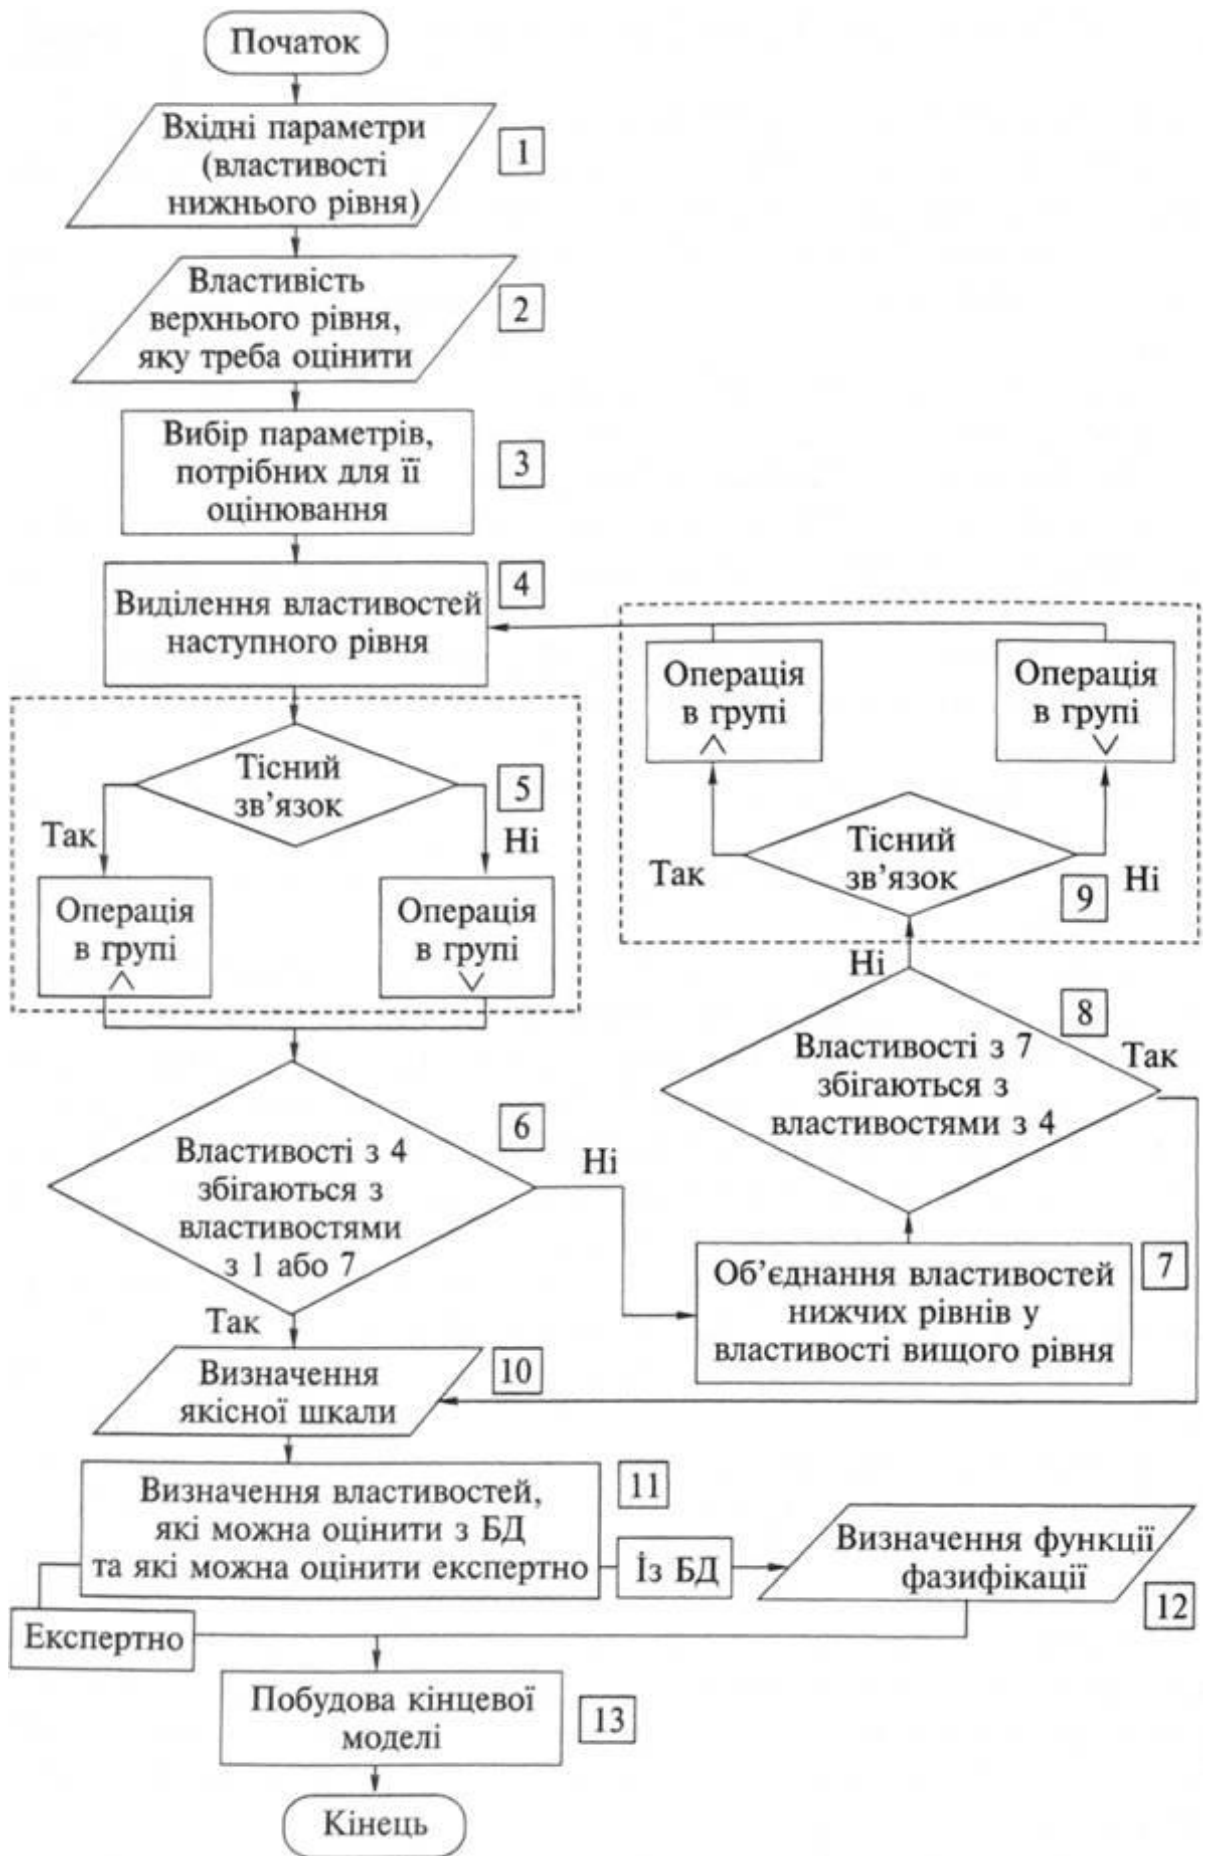 Початок
Вхідні параметри
(властивості
нижнього рівня)
1
Властивість
верхнього рівня,
яку треба оцінити
2
Вибір параметрів,
потрібних для її
оцінювання
3
Виділення властивостей
наступного рівня
4
Тісний
зв’язок
5
Так
Ні
Операція
в групі
∧
Операція
в групі
∨
Властивості з 4
збігаються з
властивостями
з 1 або 7
6
Ні
Так
Об’єднання властивостей
нижчих рівнів у
властивості вищого рівня
7
Властивості з 7
збігаються з
властивостями з 4
8
Так
Ні
Тісний
зв’язок
9
Так
Ні
Операція
в групі
∧
Операція
в групі
∨
Визначення
якісної шкали
10
Визначення властивостей,
які можна оцінити з БД
та які можна оцінити експертно
11
Із БД
Визначення функції
фазифікації
12
Експертно
Побудова кінцевої
моделі
13
Кінець